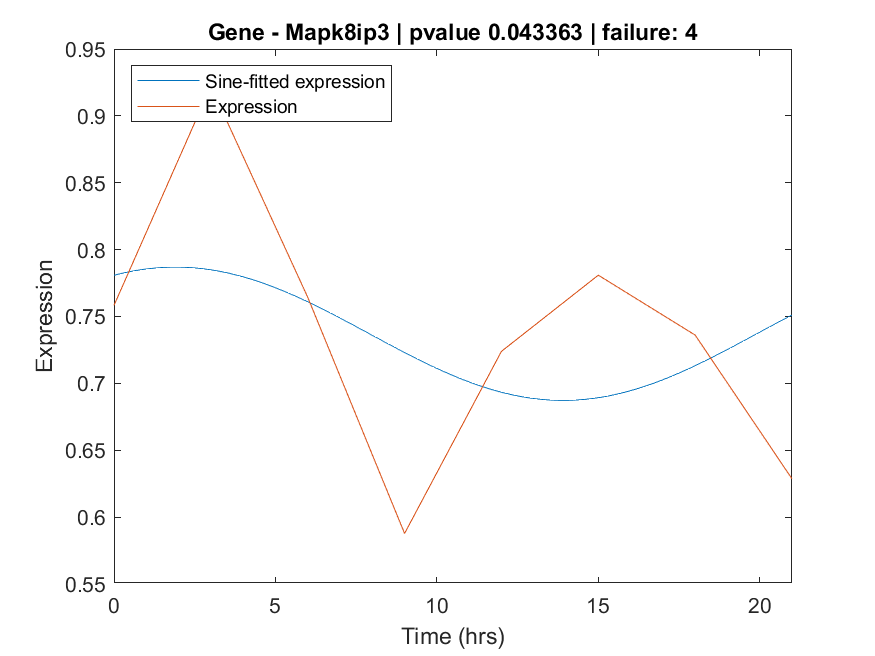 Gene - Mapk8ip3 | pvalue 0.043363 | failure: 4
0.95
0.9
0.85
0.8
0.75
0.7
0.65
0.6
0.55
Expression
Sine-fitted expression
Expression
0 5 10 15 20
Time (hrs)